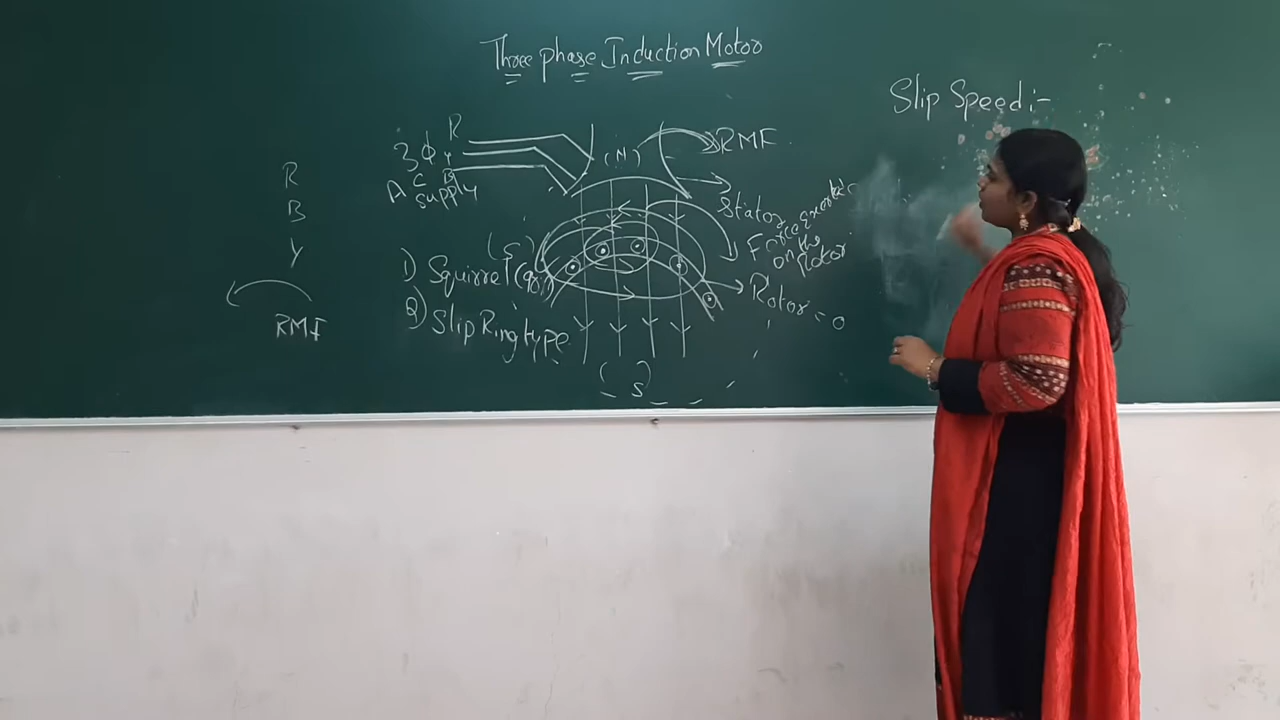 Three phase Induction Motor
Slip Speed:-
R
3ϕ
Y
B
A C
supply
(N)
RMF
Stator
Force exerted
on the
Rotor
Rotor = 0
R
B
Y
RMF
1) Squirrel Cage
2) Slip Ring type
( )
S